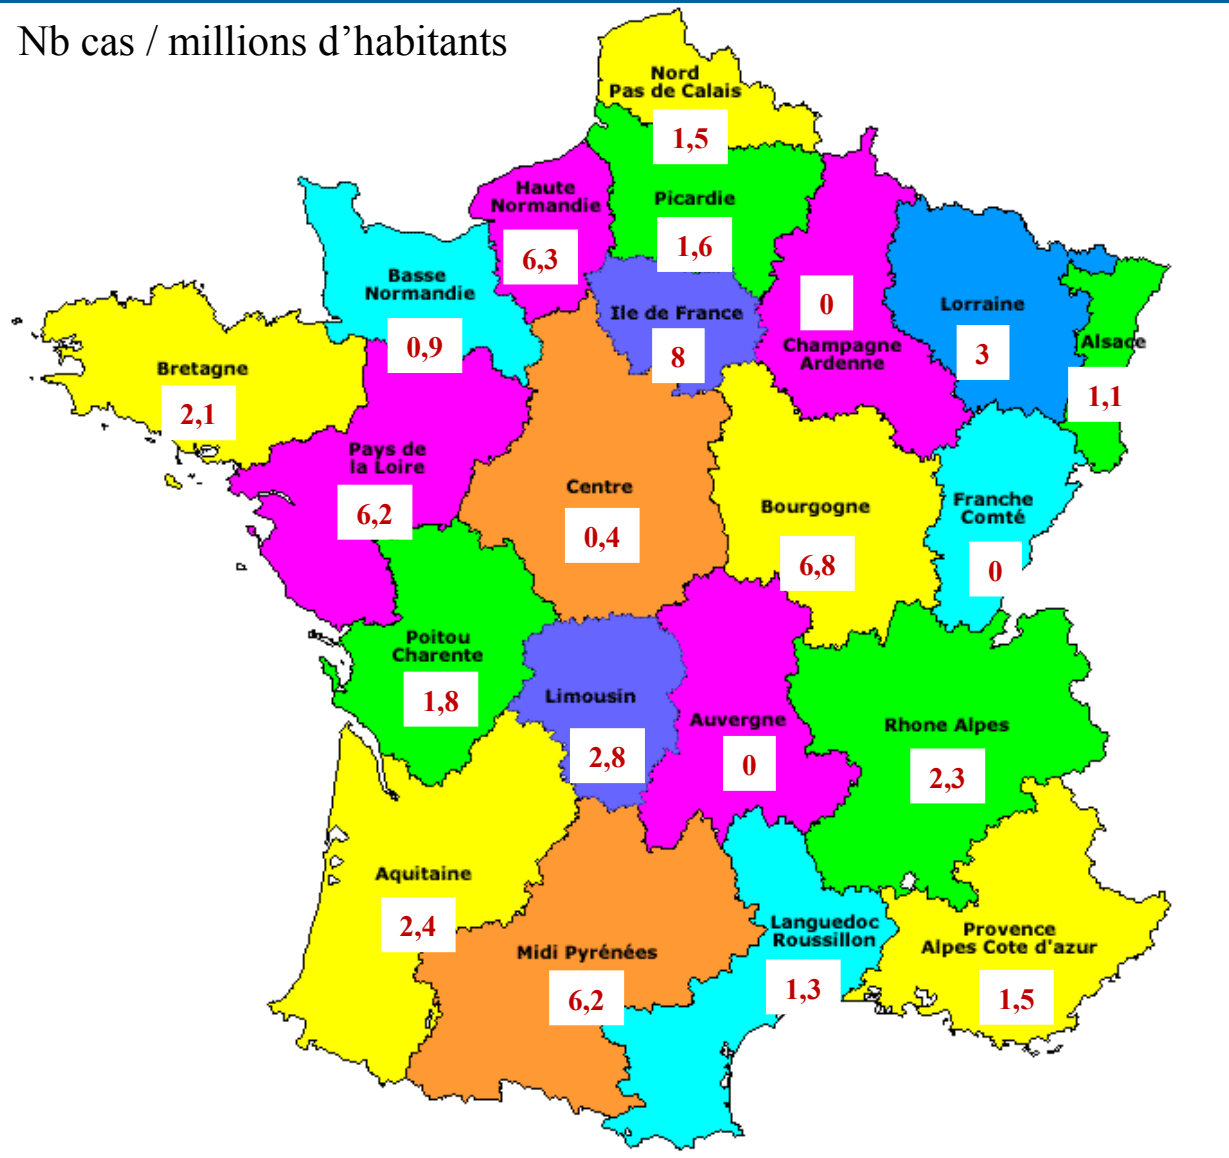 Nb cas / millions d’habitants
Nord
Pas de Calais
1,5
Haute
Normandie
6,3
Picardie
1,6
Basse
Normandie
0,9
Ile de France
8
0
Champagne
Ardenne
Lorraine
3
Alsace
1,1
Bretagne
2,1
Pays de
la Loire
6,2
Centre
0,4
Bourgogne
6,8
Franche
Comté
0
Poitou
Charente
1,8
Limousin
2,8
Auvergne
0
Rhone Alpes
2,3
Aquitaine
2,4
Midi Pyrénées
6,2
Languedoc
Roussillon
1,3
Provence
Alpes Cote d'azur
1,5